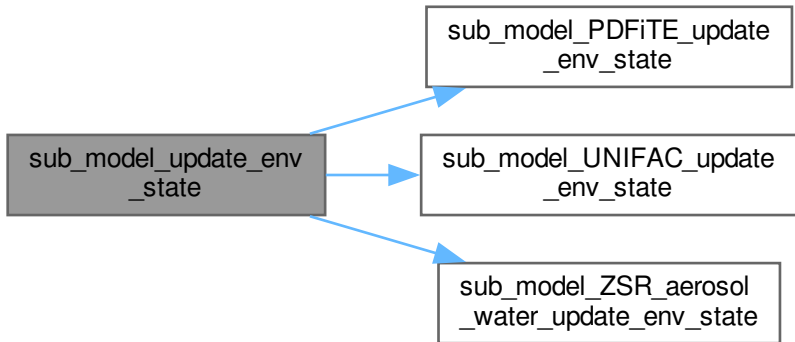 sub_model_PDFiTE_update
_env_state
sub_model_update_env
_state
sub_model_UNIFAC_update
_env_state
sub_model_ZSR_aerosol
_water_update_env_state